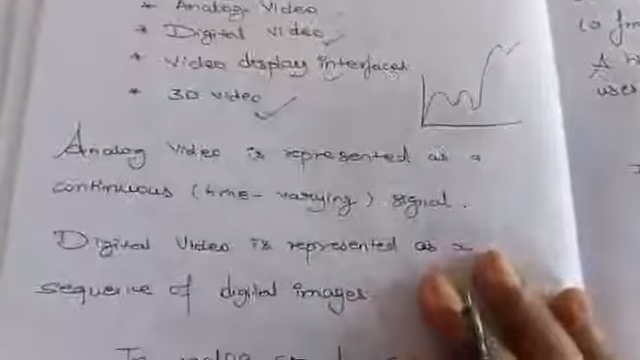 * Analog Video
* Digital Video
* Video display interfaces
* 3D video
Analog Video is represented as a
continuous (time-varying) signal.
Digital Video is represented as a
sequence of digital images
In